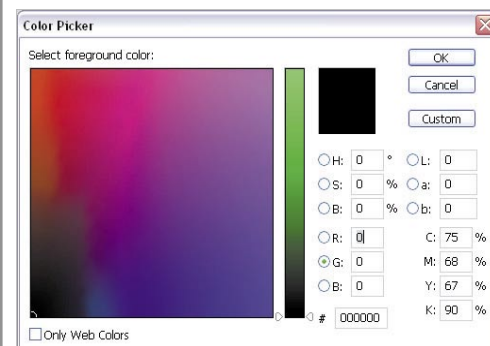 Color Picker
Select foreground color:
OK
Cancel
Custom
H: 0 ° L: 0
S: 0 % a: 0
B: 0 % b: 0
R: 0 C: 75 %
G: 0 M: 68 %
B: 0 Y: 67 %
# 000000 K: 90 %
Only Web Colors